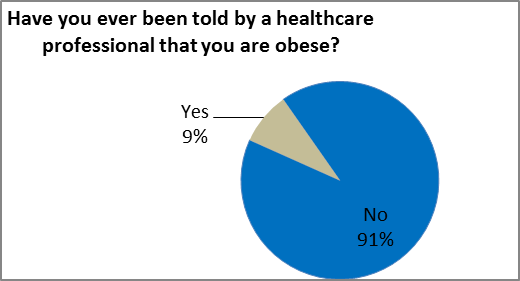 Have you ever been told by a healthcare
professional that you are obese?
Yes
9%
No
91%